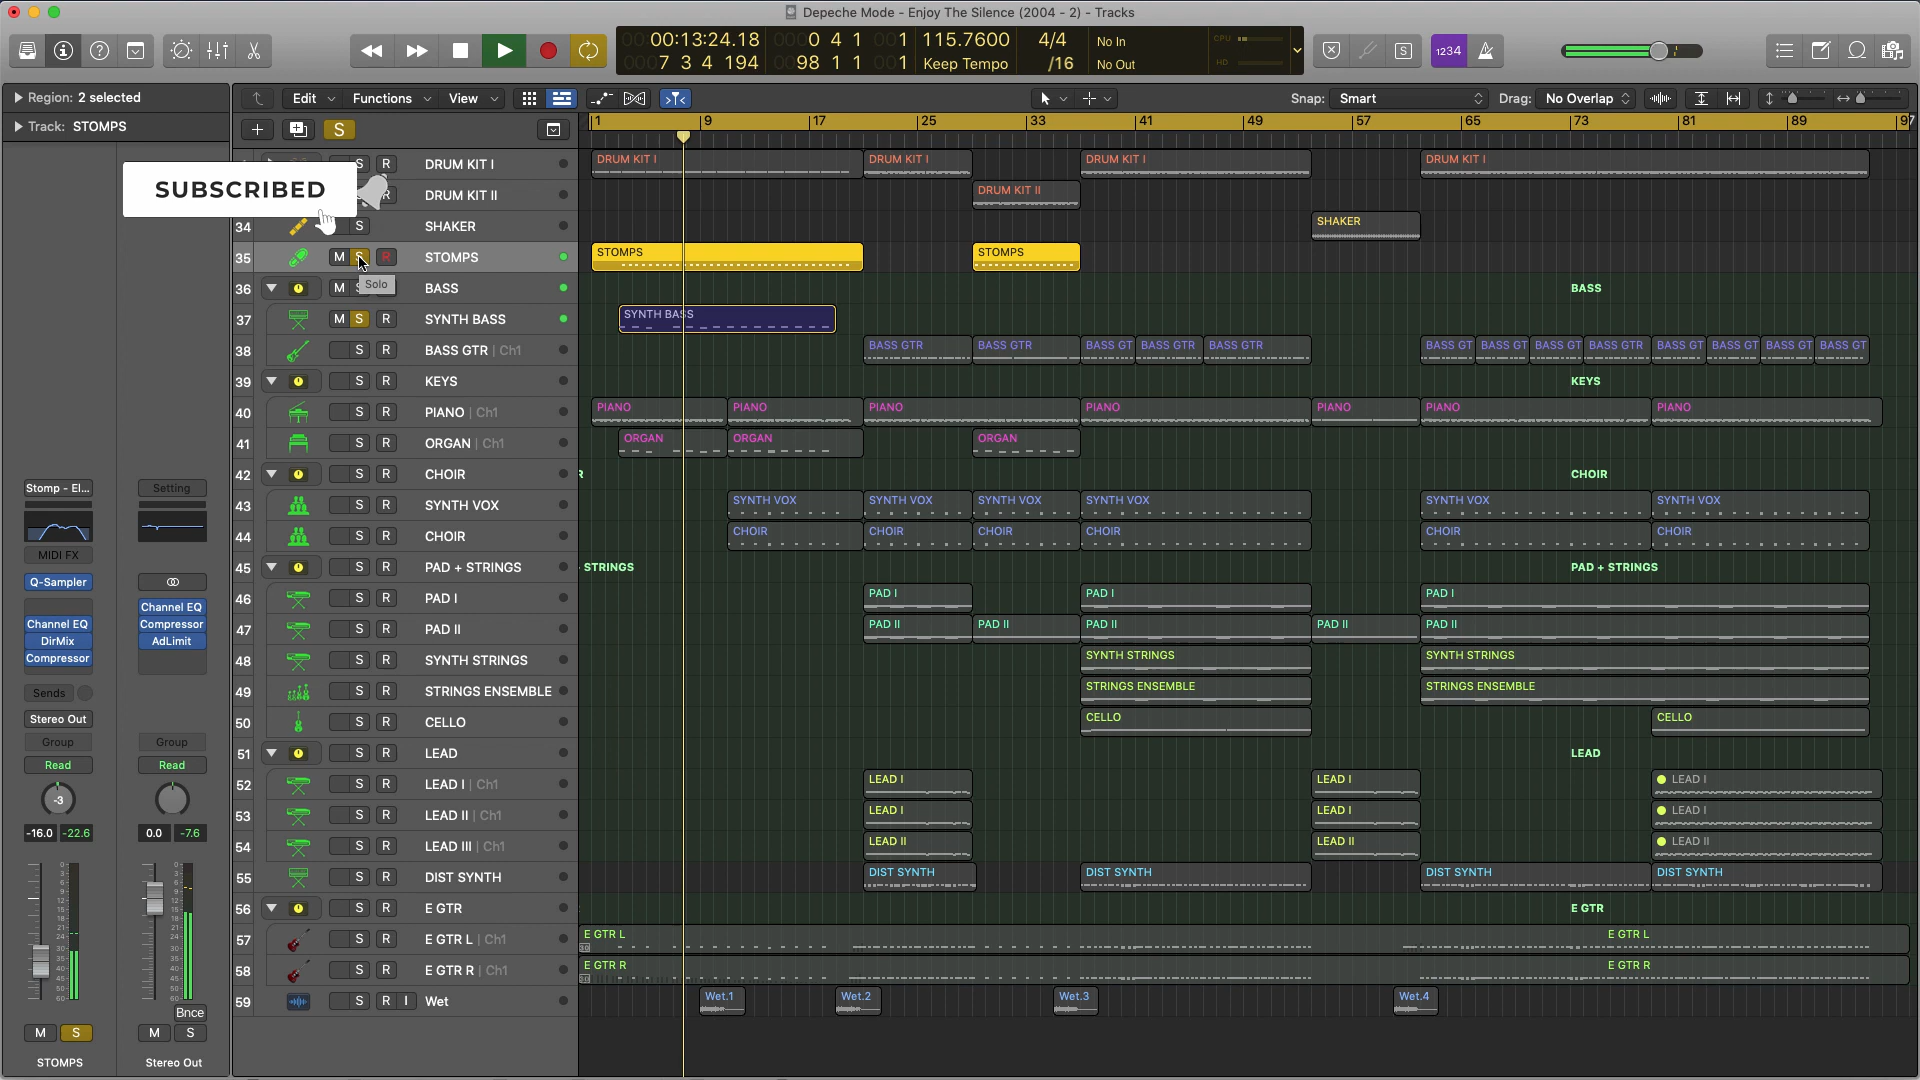 Depeche Mode - Enjoy The Silence (2004 - 2) - Tracks
00:13:24.18 0 4 1 1 115.7600 4/4 No In CPU
7 3 4 194 98 1 1 1 Keep Tempo /16 No Out HD
1234
Region: 2 selected
Edit Functions View Snap: Smart Drag: No Overlap
Track: STOMPS
S
1 9 17 25 33 41 49 57 65 73 81 89 97
SUBSCRIBED
S R DRUM KIT I DRUM KIT I DRUM KIT I DRUM KIT I DRUM KIT I
R DRUM KIT II DRUM KIT II
34 S SHAKER SHAKER
35 M S R STOMPS STOMPS STOMPS
Solo
36 M S BASS BASS
37 M S R SYNTH BASS SYNTH BASS
38 S R BASS GTR | Ch1 BASS GTR BASS GTR BASS GT BASS GTR BASS GTR BASS GT BASS GT BASS GT BASS GTR BASS GT BASS GT BASS GT BASS GT
39 S R KEYS KEYS
40 S R PIANO | Ch1 PIANO PIANO PIANO PIANO PIANO PIANO PIANO
41 S R ORGAN | Ch1 ORGAN ORGAN ORGAN
42 S R CHOIR R CHOIR
43 S R SYNTH VOX SYNTH VOX SYNTH VOX SYNTH VOX SYNTH VOX SYNTH VOX SYNTH VOX
44 S R CHOIR CHOIR CHOIR CHOIR CHOIR CHOIR CHOIR
45 S R PAD + STRINGS STRINGS PAD + STRINGS
46 S R PAD I PAD I PAD I PAD I
47 S R PAD II PAD II PAD II PAD II PAD II PAD II
48 S R SYNTH STRINGS SYNTH STRINGS SYNTH STRINGS
49 S R STRINGS ENSEMBLE STRINGS ENSEMBLE STRINGS ENSEMBLE
50 S R CELLO CELLO CELLO
51 S R LEAD LEAD
52 S R LEAD I | Ch1 LEAD I LEAD I LEAD I
53 S R LEAD II | Ch1 LEAD I LEAD I LEAD I
54 S R LEAD III | Ch1 LEAD II LEAD II LEAD II
55 S R DIST SYNTH DIST SYNTH DIST SYNTH DIST SYNTH DIST SYNTH
56 S R E GTR E GTR
57 S R E GTR L | Ch1 E GTR L E GTR L
58 S R E GTR R | Ch1 E GTR R E GTR R
59 S R I Wet Wet.1 Wet.2 Wet.3 Wet.4
Stomp - El... Setting
MIDI FX
Q-Sampler
Channel EQ
Channel EQ Compressor
DirMix AdLimit
Compressor
Sends
Stereo Out
Group Group
Read Read
-3
-16.0 -22.6 0.0 -7.6
Bnce
M S M S
STOMPS Stereo Out